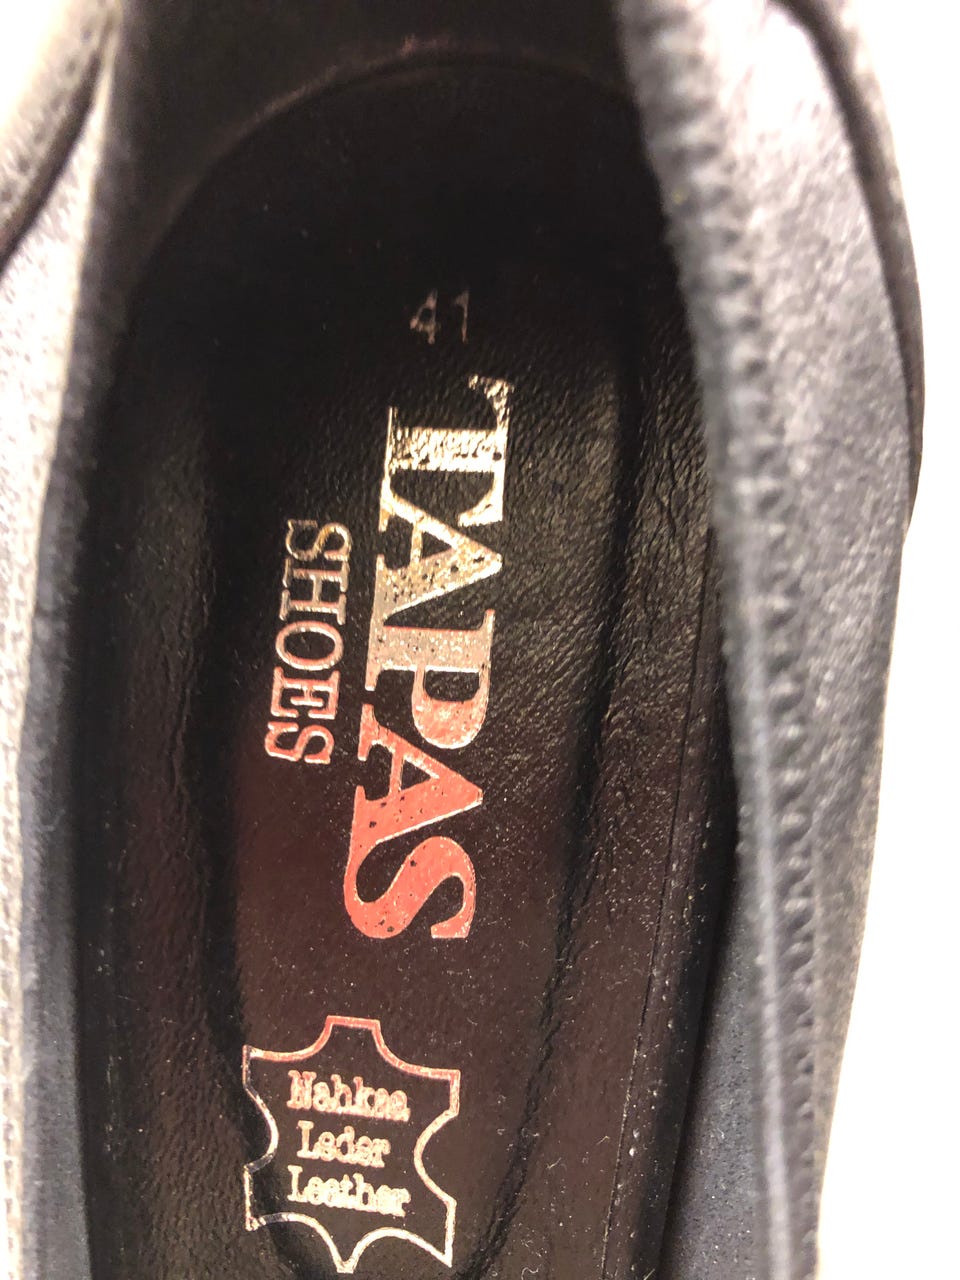 41
TAPAS
SHOES
Nahkaa
Leder
Leather